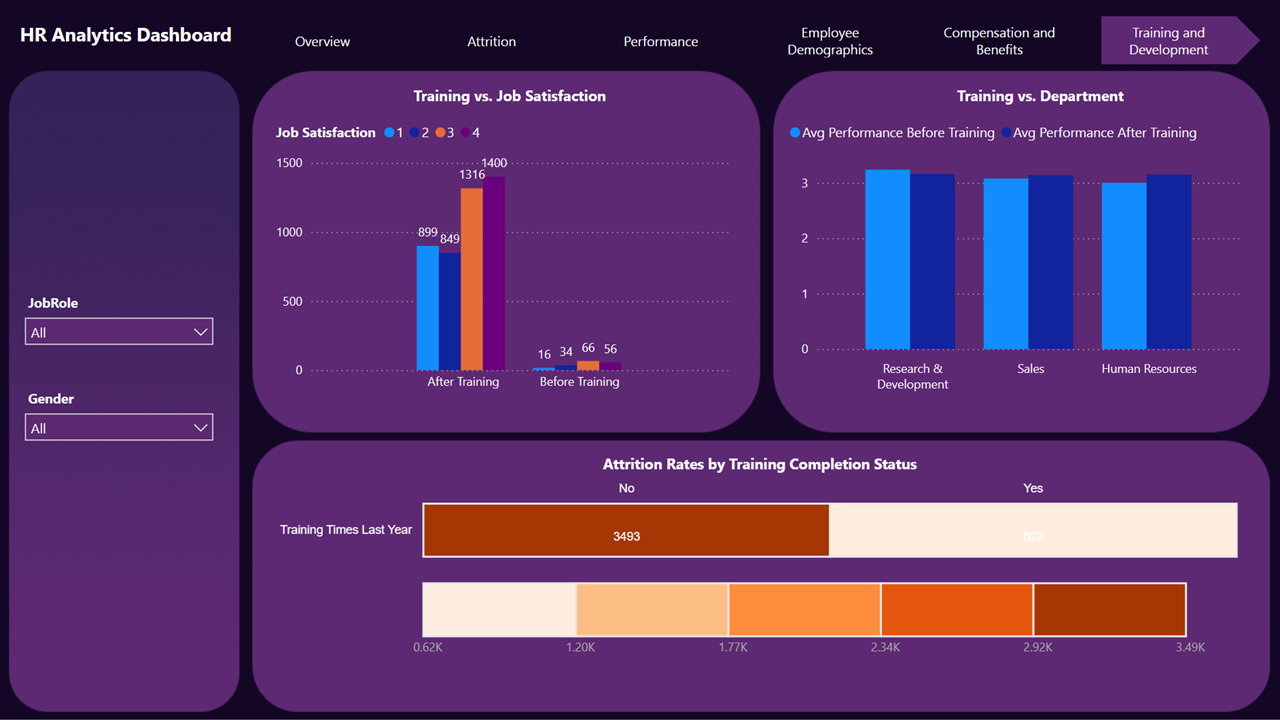 HR Analytics Dashboard
Overview
Attrition
Performance
Employee
Demographics
Compensation and
Benefits
Training and
Development
JobRole
All
Gender
All
Training vs. Job Satisfaction
Job Satisfaction 1 2 3 4
1500
1000
500
0
899
849
1316
1400
16
34
66
56
After Training
Before Training
Training vs. Department
Avg Performance Before Training Avg Performance After Training
3
2
1
0
Research &
Development
Sales
Human Resources
Attrition Rates by Training Completion Status
No Yes
Training Times Last Year
3493
622
0.62K 1.20K 1.77K 2.34K 2.92K 3.49K